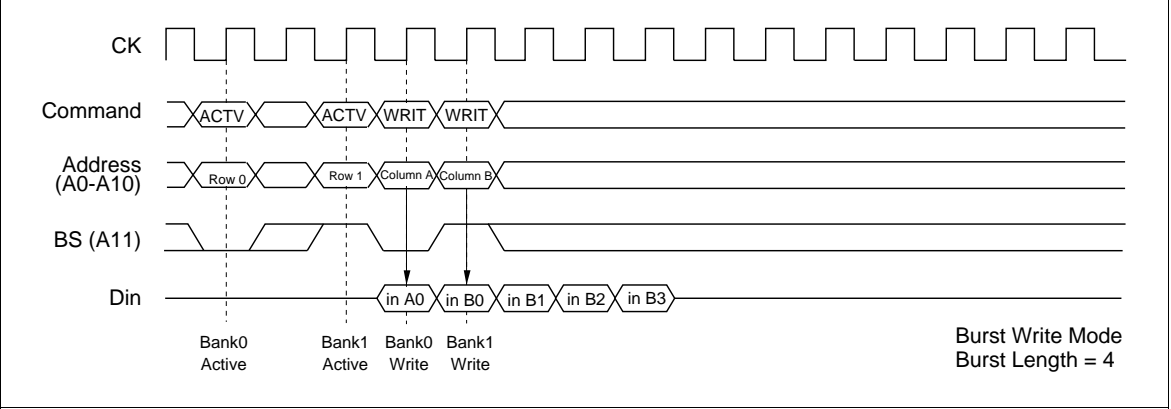 CK
Command ACTV ACTV WRIT WRIT
Address
(A0-A10) Row 0 Row 1 Column A Column B
BS (A11)
Din in A0 in B0 in B1 in B2 in B3
Bank0 Bank1 Bank0 Bank1
Active Active Write Write
Burst Write Mode
Burst Length = 4